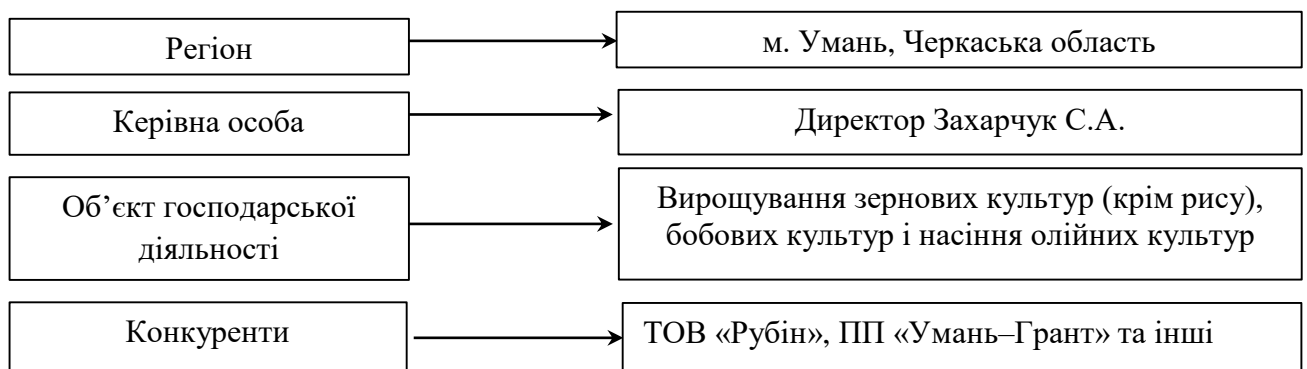 Регіон
м. Умань, Черкаська область
Керівна особа
Директор Захарчук С.А.
Об’єкт господарської
діяльності
Вирощування зернових культур (крім рису),
бобових культур і насіння олійних культур
Конкуренти
ТОВ «Рубін», ПП «Умань–Грант» та інші